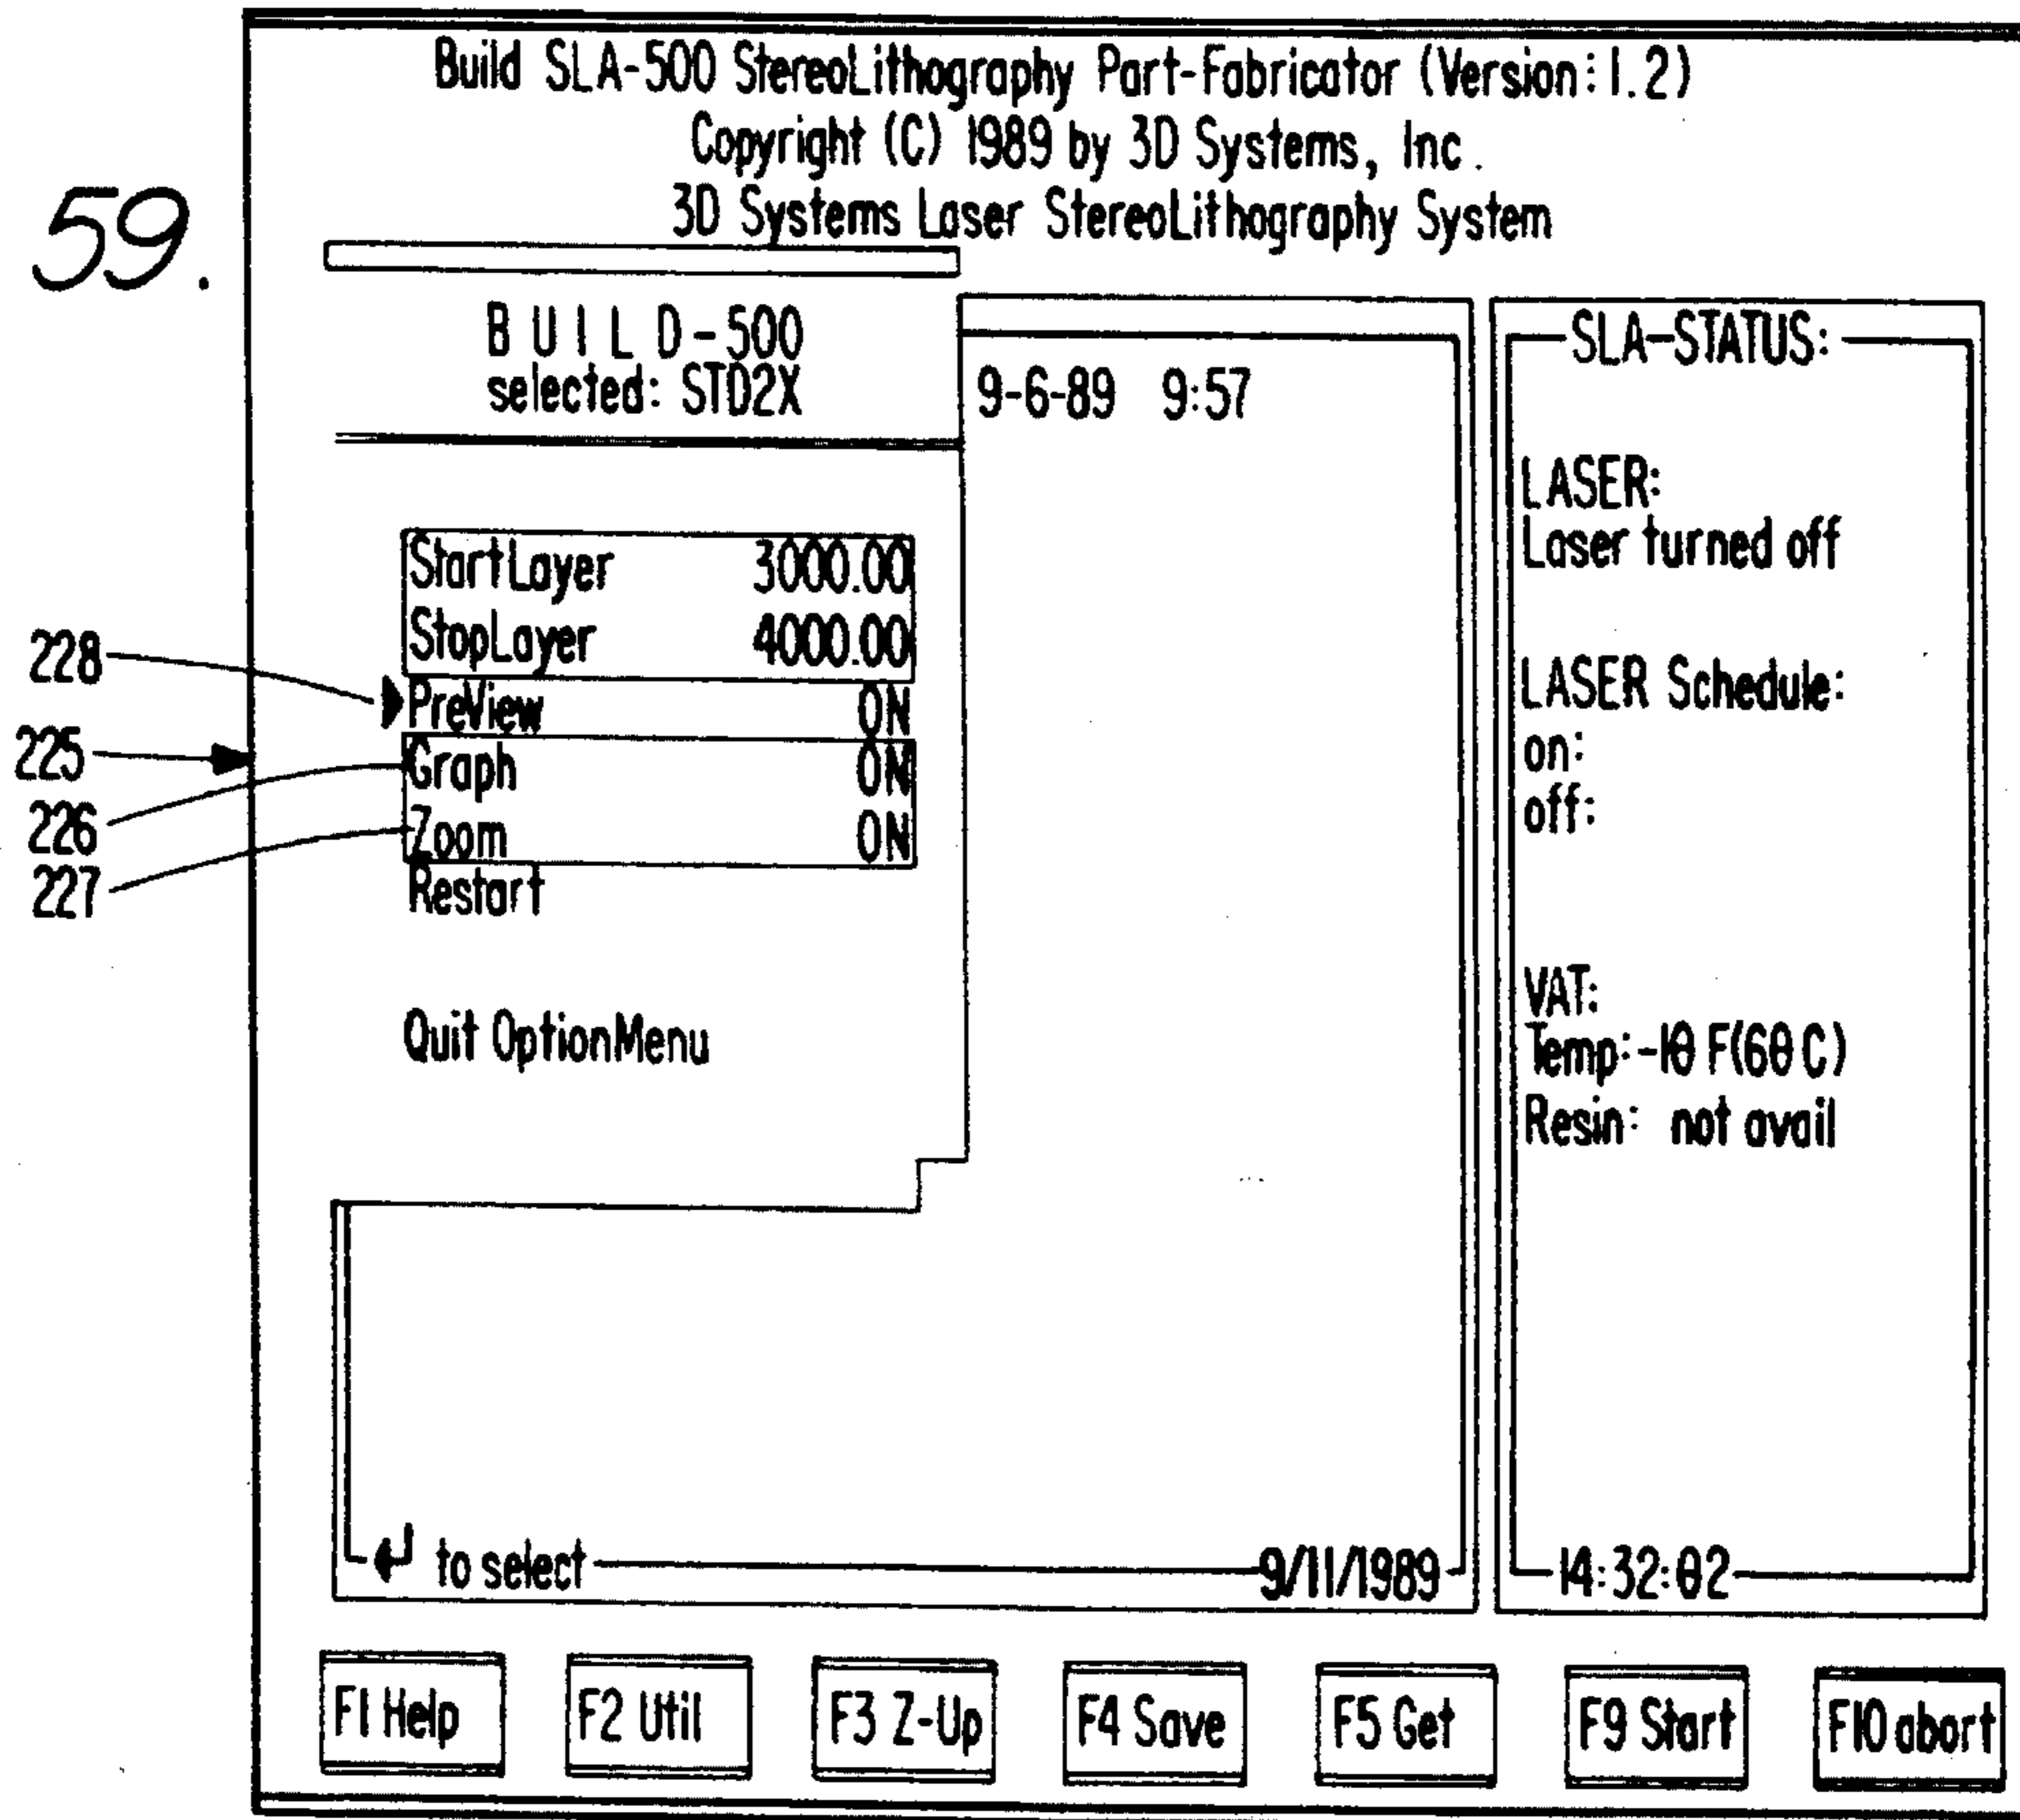 59.
Build SLA-500 StereoLithography Part-Fabricator (Version:1.2)
Copyright (C) 1989 by 3D Systems, Inc.
3D Systems Laser StereoLithography System
BUILD-500
selected: STD2X
9-6-89 9:57
StartLayer 3000.00
StopLayer 4000.00
PreView ON
Graph ON
Zoom ON
Restart
Quit OptionMenu
228
225
226
227
SLA-STATUS:
LASER:
Laser turned off
LASER Schedule:
on:
off:
VAT:
Temp:-10 F(60 C)
Resin: not avail
↵ to select
9/11/1989
14:32:02
F1 Help
F2 Util
F3 Z-Up
F4 Save
F5 Get
F9 Start
F10 abort